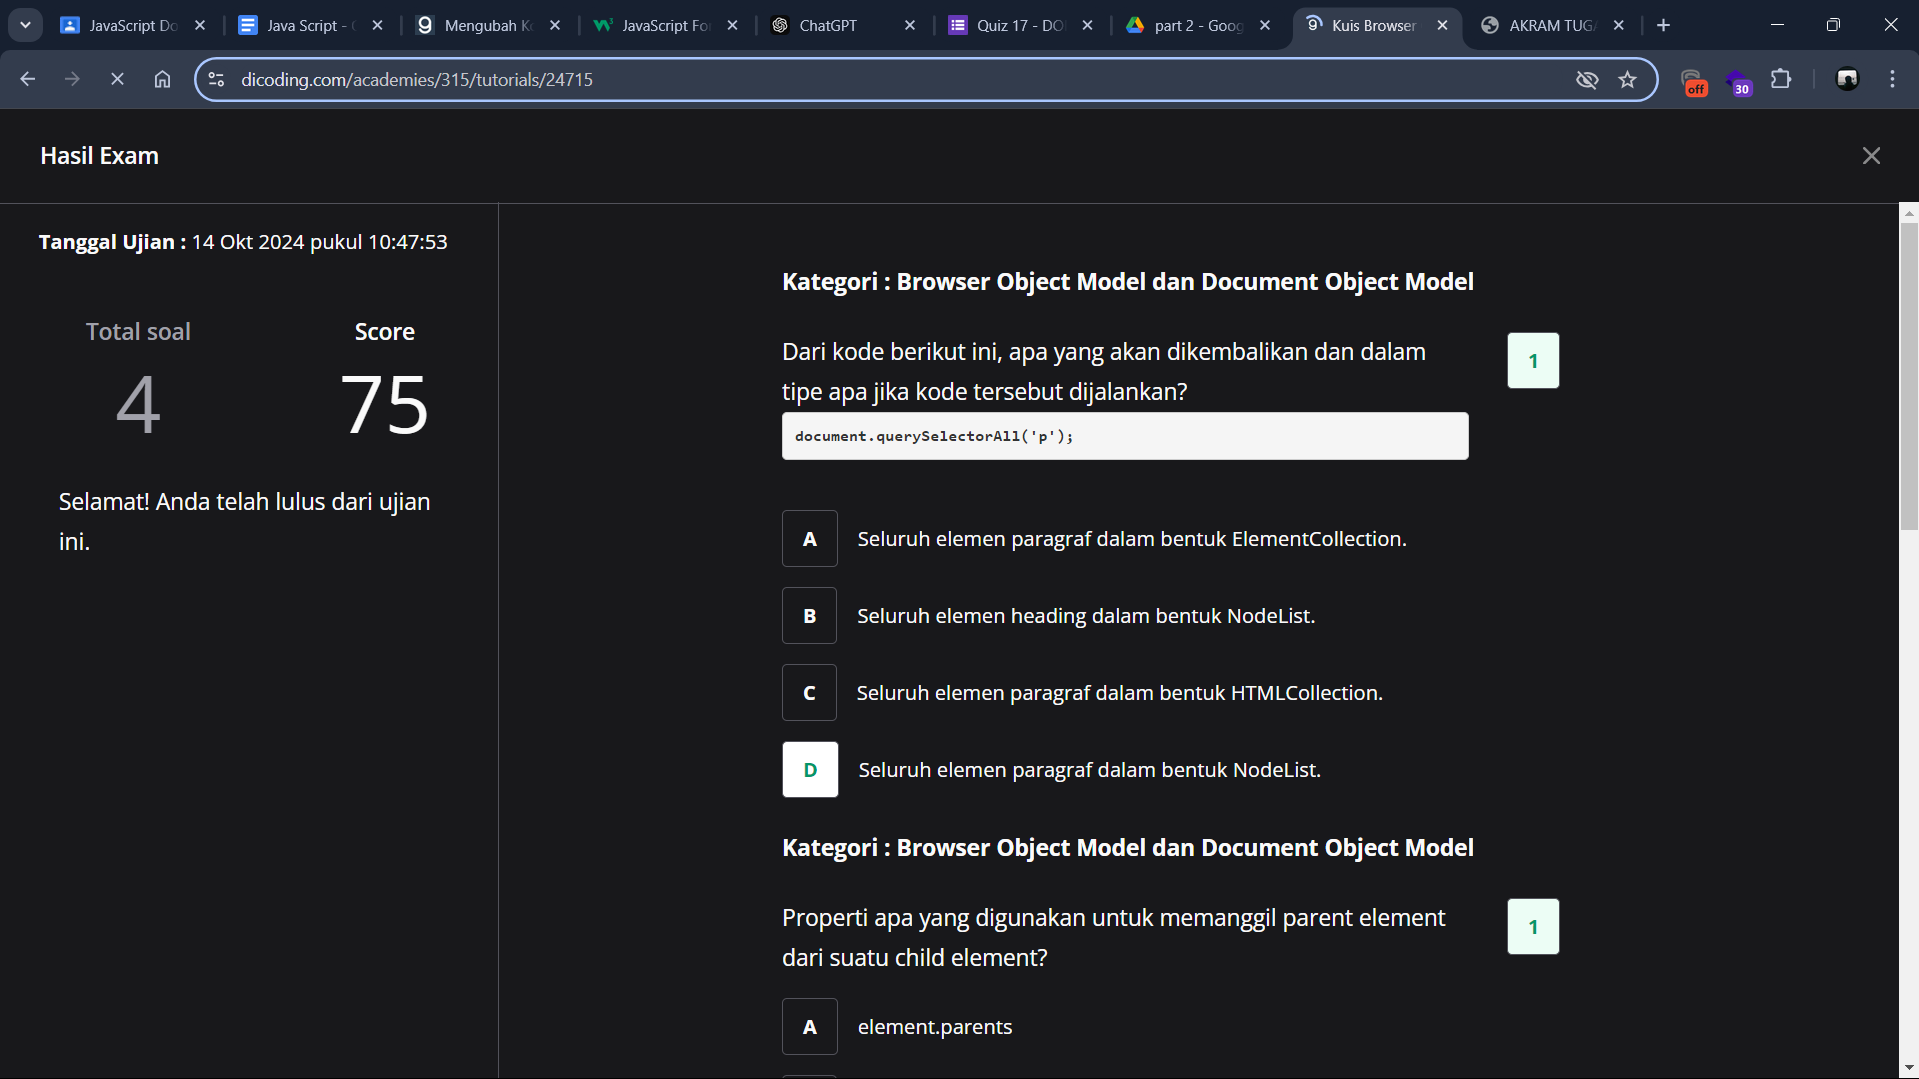 JavaScript Do
Java Script -
Mengubah K
JavaScript Fo
ChatGPT
Quiz 17 - DO
part 2 - Goog
Kuis Browser
AKRAM TUGA
dicoding.com/academies/315/tutorials/24715
off
30
Hasil Exam
Tanggal Ujian : 14 Okt 2024 pukul 10:47:53
Total soal
Score
4
75
Selamat! Anda telah lulus dari ujian
ini.
Kategori : Browser Object Model dan Document Object Model
Dari kode berikut ini, apa yang akan dikembalikan dan dalam
tipe apa jika kode tersebut dijalankan?
1
document.querySelectorAll('p');
A Seluruh elemen paragraf dalam bentuk ElementCollection.
B Seluruh elemen heading dalam bentuk NodeList.
C Seluruh elemen paragraf dalam bentuk HTMLCollection.
D Seluruh elemen paragraf dalam bentuk NodeList.
Kategori : Browser Object Model dan Document Object Model
Properti apa yang digunakan untuk memanggil parent element
dari suatu child element?
1
A element.parents